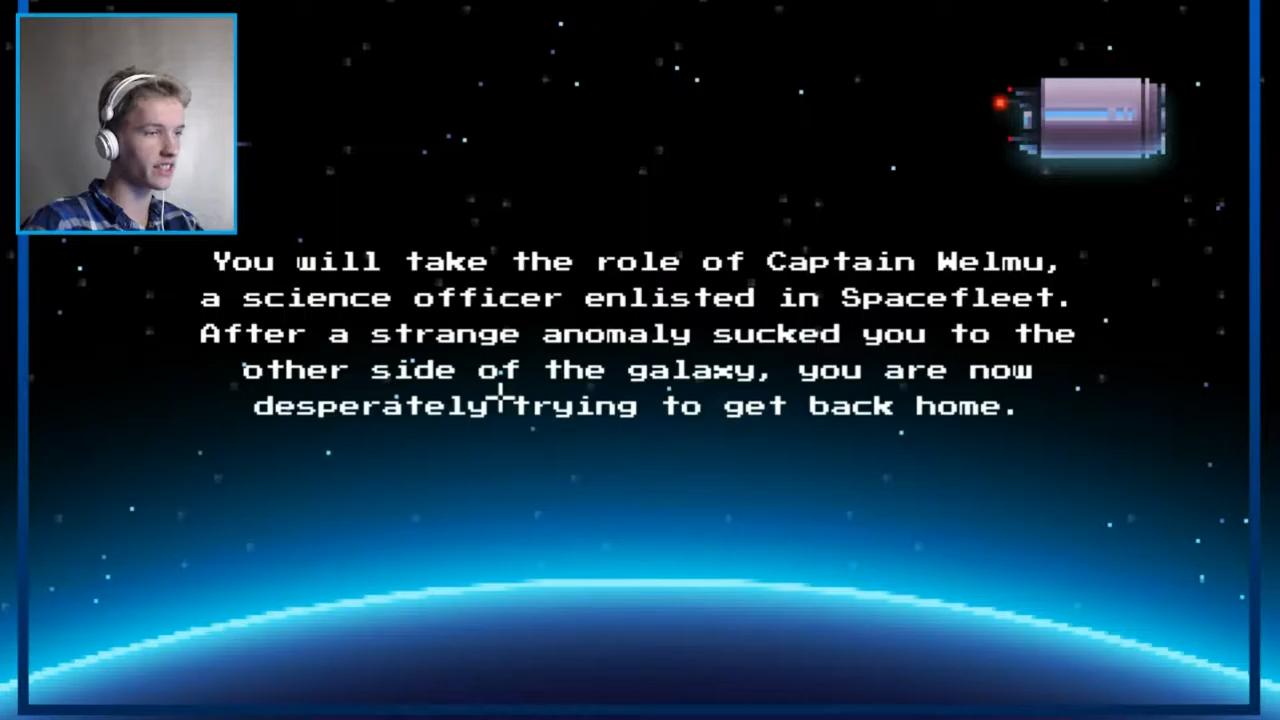 You will take the role of Captain Welmu,
a science officer enlisted in Spacefleet.
After a strange anomaly sucked you to the
other side of the galaxy, you are now
desperately trying to get back home.